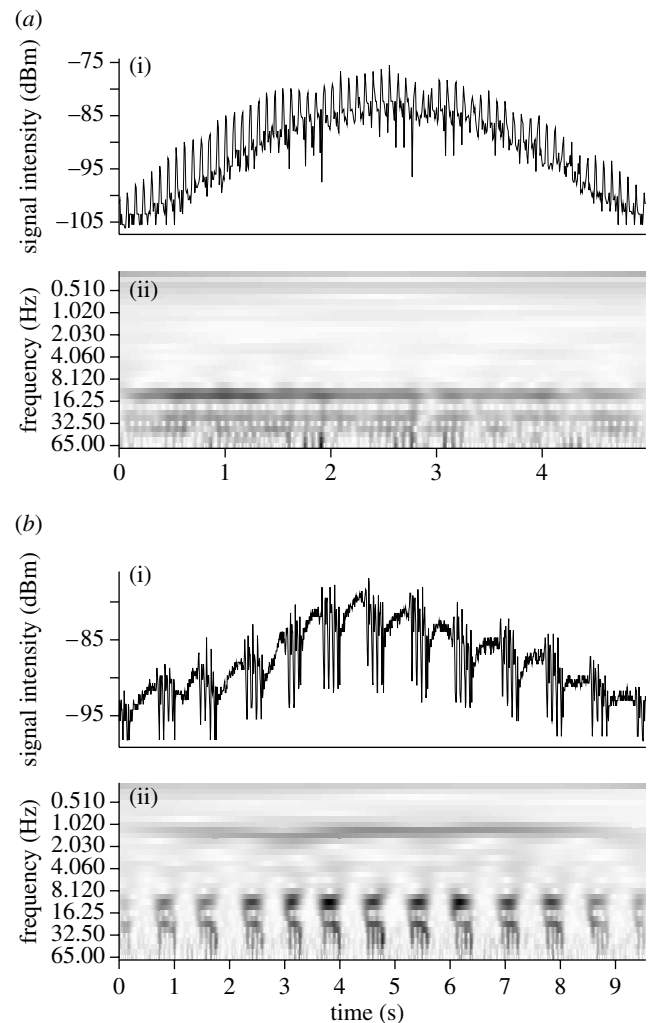 (a)
(i)
signal intensity (dBm)
−75
−85
−95
−105
(ii)
frequency (Hz)
0.510
1.020
2.030
4.060
8.120
16.25
32.50
65.00
0 1 2 3 4
(b)
(i)
signal intensity (dBm)
−85
−95
(ii)
frequency (Hz)
0.510
1.020
2.030
4.060
8.120
16.25
32.50
65.00
0 1 2 3 4 5 6 7 8 9
time (s)